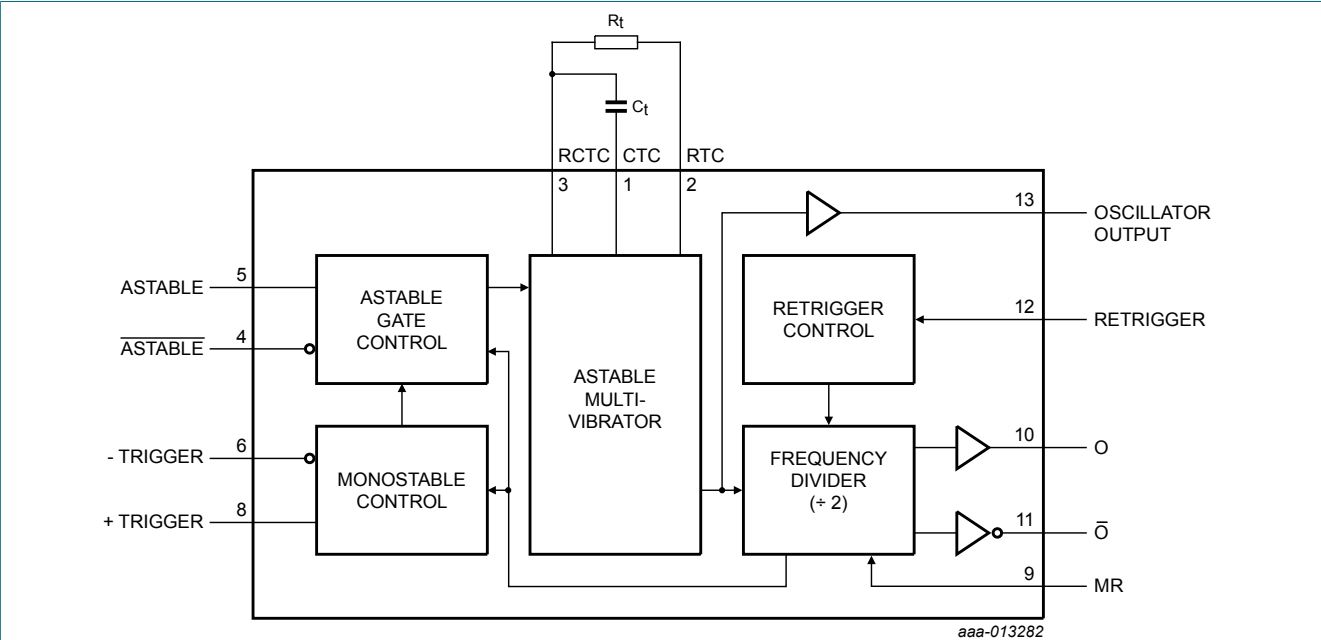 Rt
Ct
RCTC CTC RTC
3 1 2
13
OSCILLATOR
OUTPUT
5
ASTABLE
ASTABLE
GATE
CONTROL
RETRIGGER
CONTROL
12
RETRIGGER
4
A̅S̅T̅A̅B̅L̅E̅
ASTABLE
MULTI-
VIBRATOR
6
- TRIGGER
MONOSTABLE
CONTROL
FREQUENCY
DIVIDER
(÷ 2)
10
O
8
+ TRIGGER
11
O̅
9
MR
aaa-013282